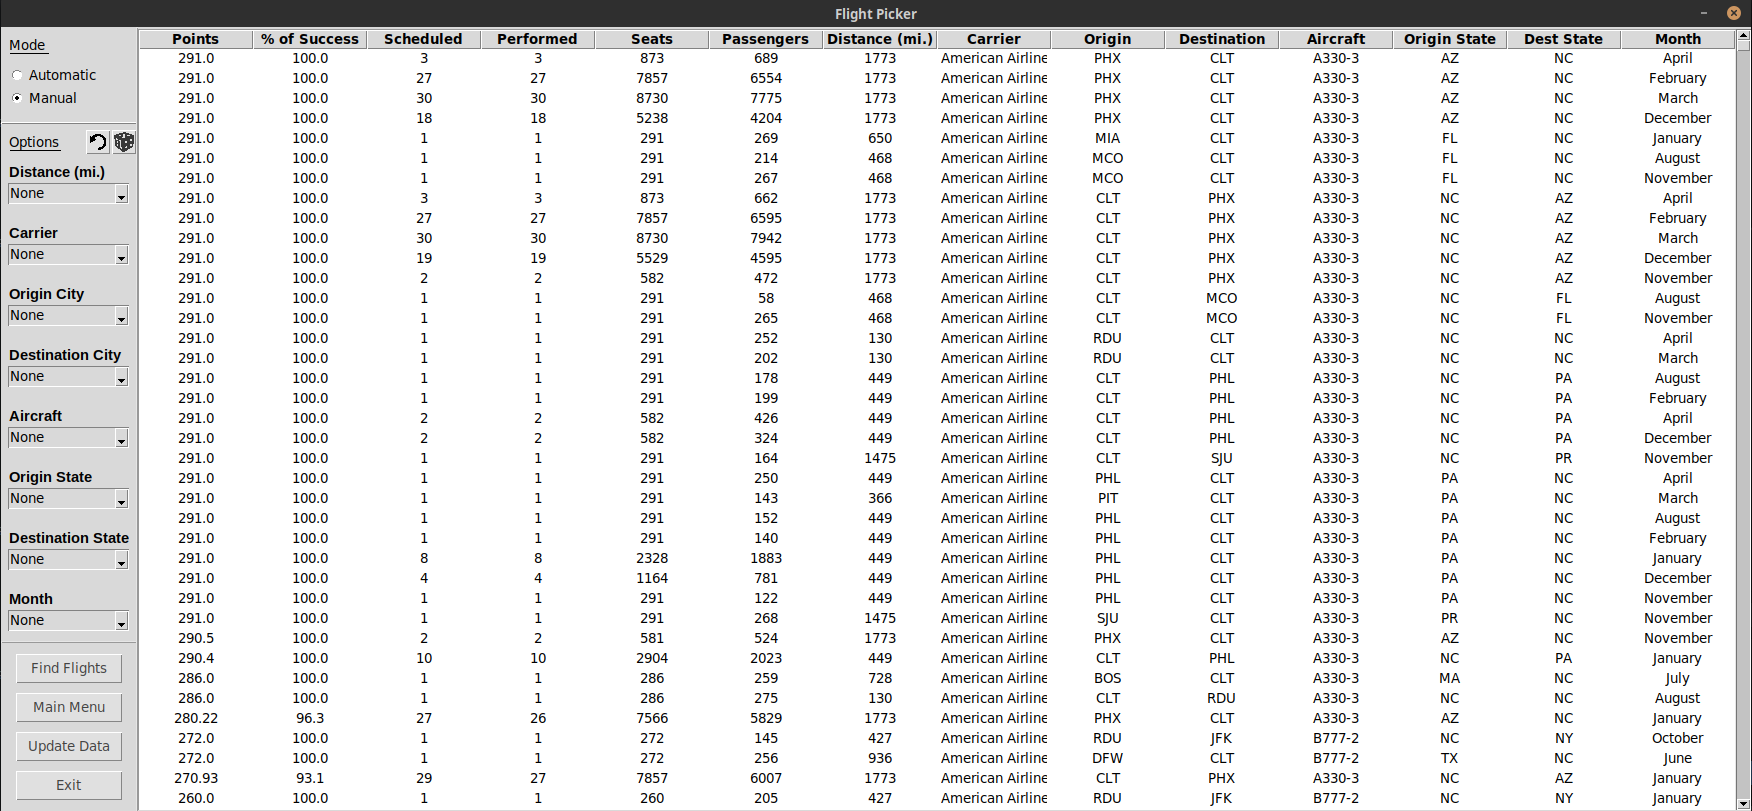 Flight Picker
Mode
Automatic
Manual
Options
Distance (mi.)
None
Carrier
None
Origin City
None
Destination City
None
Aircraft
None
Origin State
None
Destination State
None
Month
None
Find Flights
Main Menu
Update Data
Exit
Points % of Success Scheduled Performed Seats Passengers Distance (mi.) Carrier Origin Destination Aircraft Origin State Dest State Month
291.0 100.0 3 3 873 689 1773 American Airline PHX CLT A330-3 AZ NC April
291.0 100.0 27 27 7857 6554 1773 American Airline PHX CLT A330-3 AZ NC February
291.0 100.0 30 30 8730 7775 1773 American Airline PHX CLT A330-3 AZ NC March
291.0 100.0 18 18 5238 4204 1773 American Airline PHX CLT A330-3 AZ NC December
291.0 100.0 1 1 291 269 650 American Airline MIA CLT A330-3 FL NC January
291.0 100.0 1 1 291 214 468 American Airline MCO CLT A330-3 FL NC August
291.0 100.0 1 1 291 267 468 American Airline MCO CLT A330-3 FL NC November
291.0 100.0 3 3 873 662 1773 American Airline CLT PHX A330-3 NC AZ April
291.0 100.0 27 27 7857 6595 1773 American Airline CLT PHX A330-3 NC AZ February
291.0 100.0 30 30 8730 7942 1773 American Airline CLT PHX A330-3 NC AZ March
291.0 100.0 19 19 5529 4595 1773 American Airline CLT PHX A330-3 NC AZ December
291.0 100.0 2 2 582 472 1773 American Airline CLT PHX A330-3 NC AZ November
291.0 100.0 1 1 291 58 468 American Airline CLT MCO A330-3 NC FL August
291.0 100.0 1 1 291 265 468 American Airline CLT MCO A330-3 NC FL November
291.0 100.0 1 1 291 252 130 American Airline RDU CLT A330-3 NC NC April
291.0 100.0 1 1 291 202 130 American Airline RDU CLT A330-3 NC NC March
291.0 100.0 1 1 291 178 449 American Airline CLT PHL A330-3 NC PA August
291.0 100.0 1 1 291 199 449 American Airline CLT PHL A330-3 NC PA February
291.0 100.0 2 2 582 426 449 American Airline CLT PHL A330-3 NC PA April
291.0 100.0 2 2 582 324 449 American Airline CLT PHL A330-3 NC PA December
291.0 100.0 1 1 291 164 1475 American Airline CLT SJU A330-3 NC PR November
291.0 100.0 1 1 291 250 449 American Airline PHL CLT A330-3 PA NC April
291.0 100.0 1 1 291 143 366 American Airline PIT CLT A330-3 PA NC March
291.0 100.0 1 1 291 152 449 American Airline PHL CLT A330-3 PA NC August
291.0 100.0 1 1 291 140 449 American Airline PHL CLT A330-3 PA NC February
291.0 100.0 8 8 2328 1883 449 American Airline PHL CLT A330-3 PA NC January
291.0 100.0 4 4 1164 781 449 American Airline PHL CLT A330-3 PA NC December
291.0 100.0 1 1 291 122 449 American Airline PHL CLT A330-3 PA NC November
291.0 100.0 1 1 291 268 1475 American Airline SJU CLT A330-3 PR NC November
290.5 100.0 2 2 581 524 1773 American Airline PHX CLT A330-3 AZ NC November
290.4 100.0 10 10 2904 2023 449 American Airline CLT PHL A330-3 NC PA January
286.0 100.0 1 1 286 259 728 American Airline BOS CLT A330-3 MA NC July
286.0 100.0 1 1 286 275 130 American Airline CLT RDU A330-3 NC NC August
280.22 96.3 27 26 7566 5829 1773 American Airline PHX CLT A330-3 AZ NC January
272.0 100.0 1 1 272 145 427 American Airline RDU JFK B777-2 NC NY October
272.0 100.0 1 1 272 256 936 American Airline DFW CLT B777-2 TX NC June
270.93 93.1 29 27 7857 6007 1773 American Airline CLT PHX A330-3 NC AZ January
260.0 100.0 1 1 260 205 427 American Airline RDU JFK B777-2 NC NY January